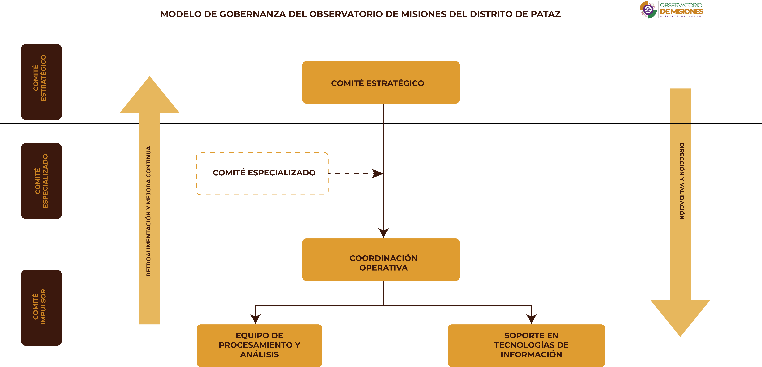 MODELO DE GOBERNANZA DEL OBSERVATORIO DE MISIONES DEL DISTRITO DE PATAZ
OBSERVATORIO
DE MISIONES
COMITÉ
ESTRATÉGICO
COMITÉ ESTRATÉGICO
COMITÉ
ESPECIALIZADO
COMITÉ ESPECIALIZADO
RETROALIMENTACIÓN Y MEJORA CONTINUA
DIRECCIÓN Y VALIDACIÓN
COORDINACIÓN
OPERATIVA
COMITÉ
IMPULSOR
EQUIPO DE
PROCESAMIENTO Y
ANÁLISIS
SOPORTE EN
TECNOLOGÍAS DE
INFORMACIÓN